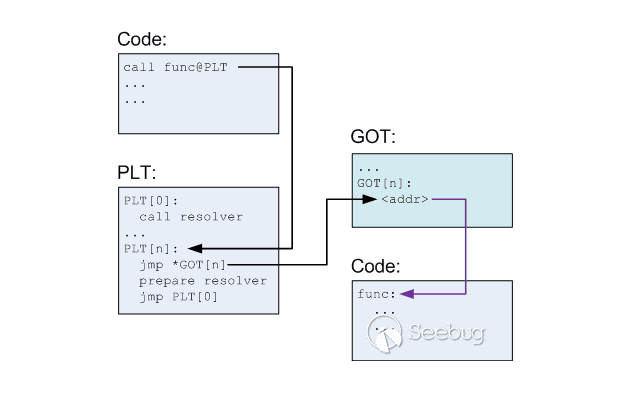 Code:
call func@PLT
...
...
PLT:
PLT[0]:
call resolver
...
PLT[n]:
jmp *GOT[n]
prepare resolver
jmp PLT[0]
GOT:
...
GOT[n]:
<addr>
Code:
func:
...
...
Seebug